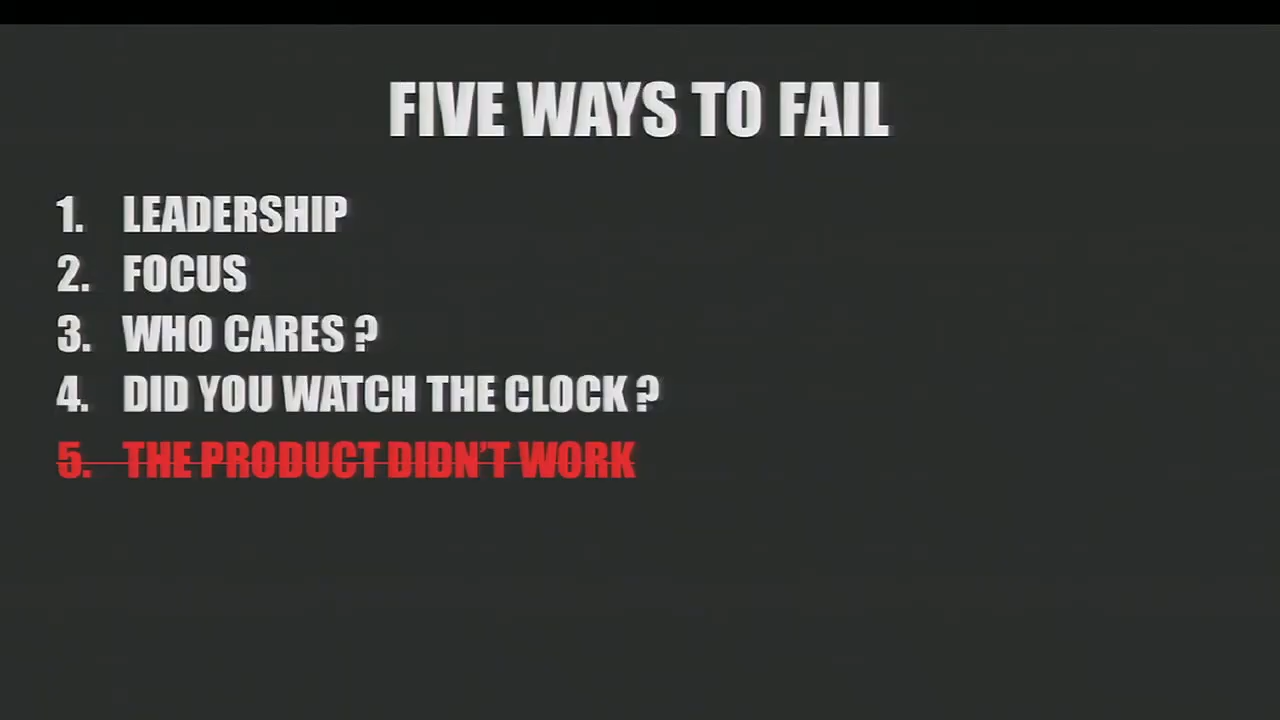 FIVE WAYS TO FAIL
1. LEADERSHIP
2. FOCUS
3. WHO CARES ?
4. DID YOU WATCH THE CLOCK ?
5. THE PRODUCT DIDN'T WORK